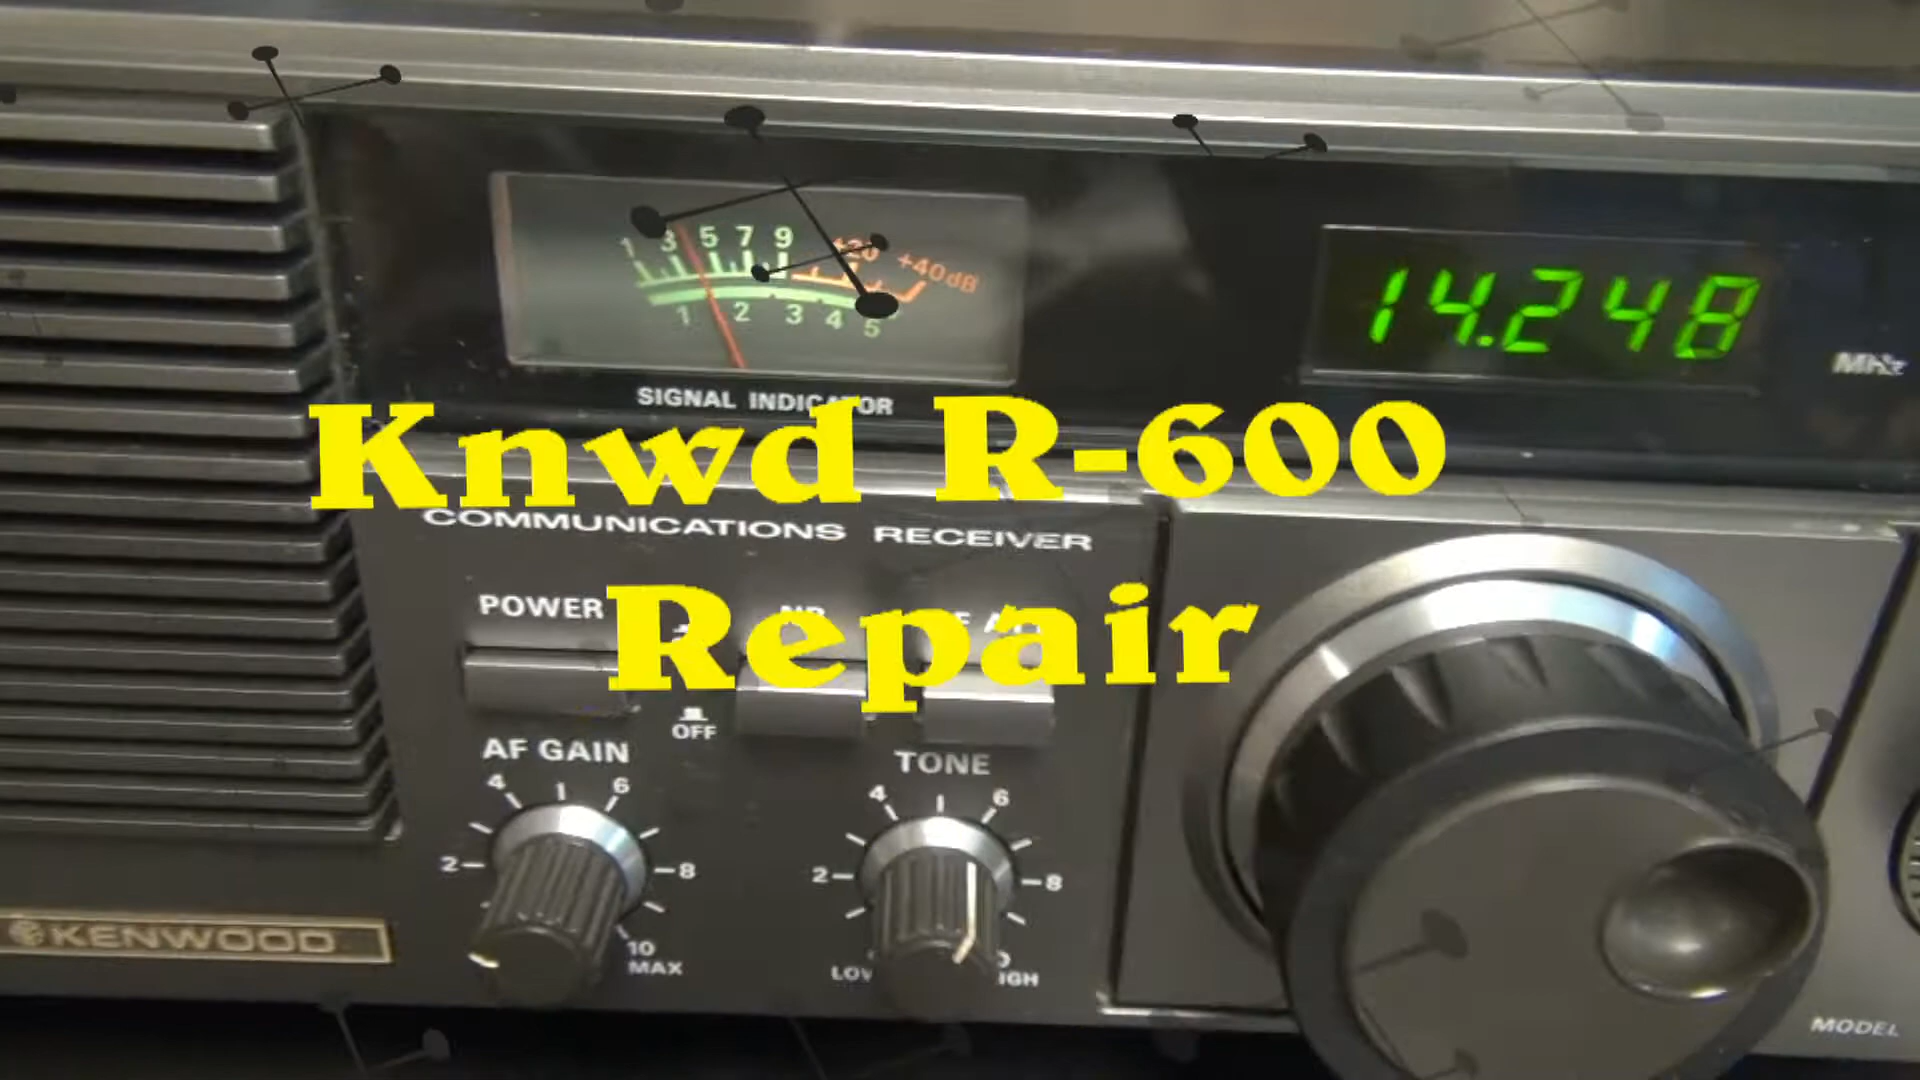 1 3 5 7 9 +20 +40dB
1 2 3 4 5
SIGNAL INDICATOR
14.248
MHz
Knwd R-600
COMMUNICATIONS RECEIVER
Repair
POWER
OFF
AF GAIN
4 6
2 8
10
MAX
TONE
4 6
2 8
KENWOOD
MODEL